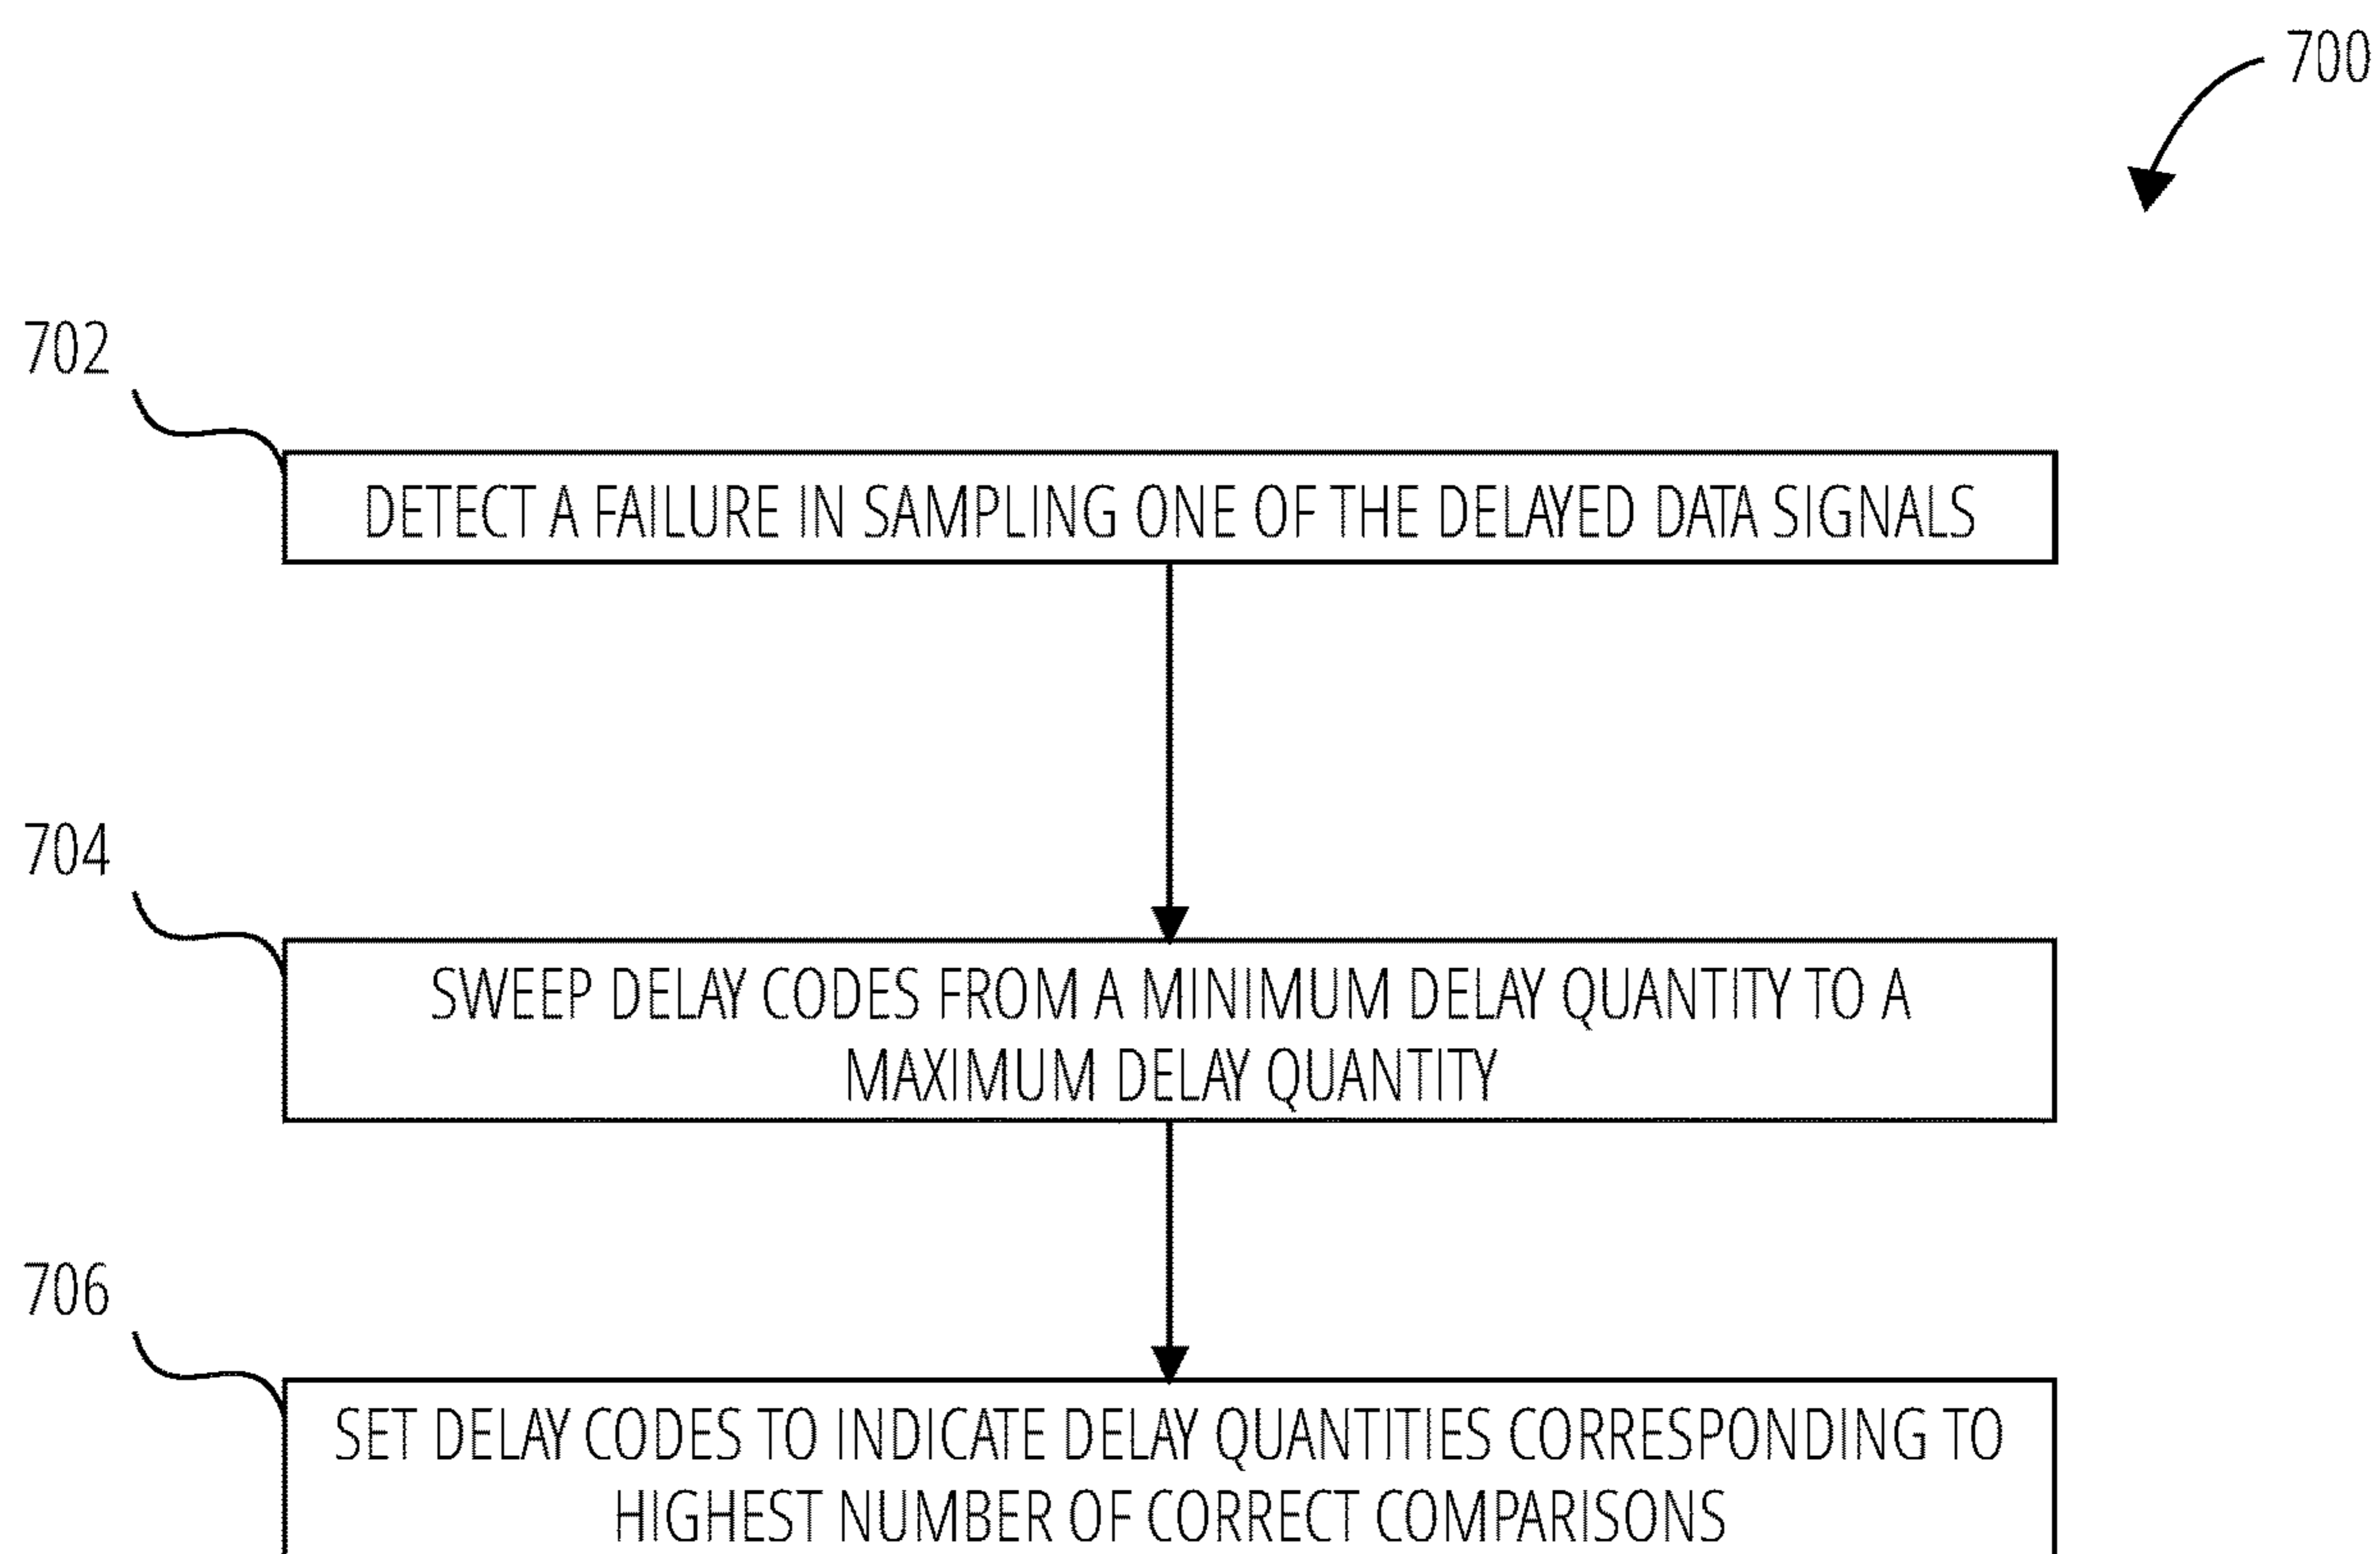 700
702
DETECT A FAILURE IN SAMPLING ONE OF THE DELAYED DATA SIGNALS
704
SWEEP DELAY CODES FROM A MINIMUM DELAY QUANTITY TO A
MAXIMUM DELAY QUANTITY
706
SET DELAY CODES TO INDICATE DELAY QUANTITIES CORRESPONDING TO
HIGHEST NUMBER OF CORRECT COMPARISONS